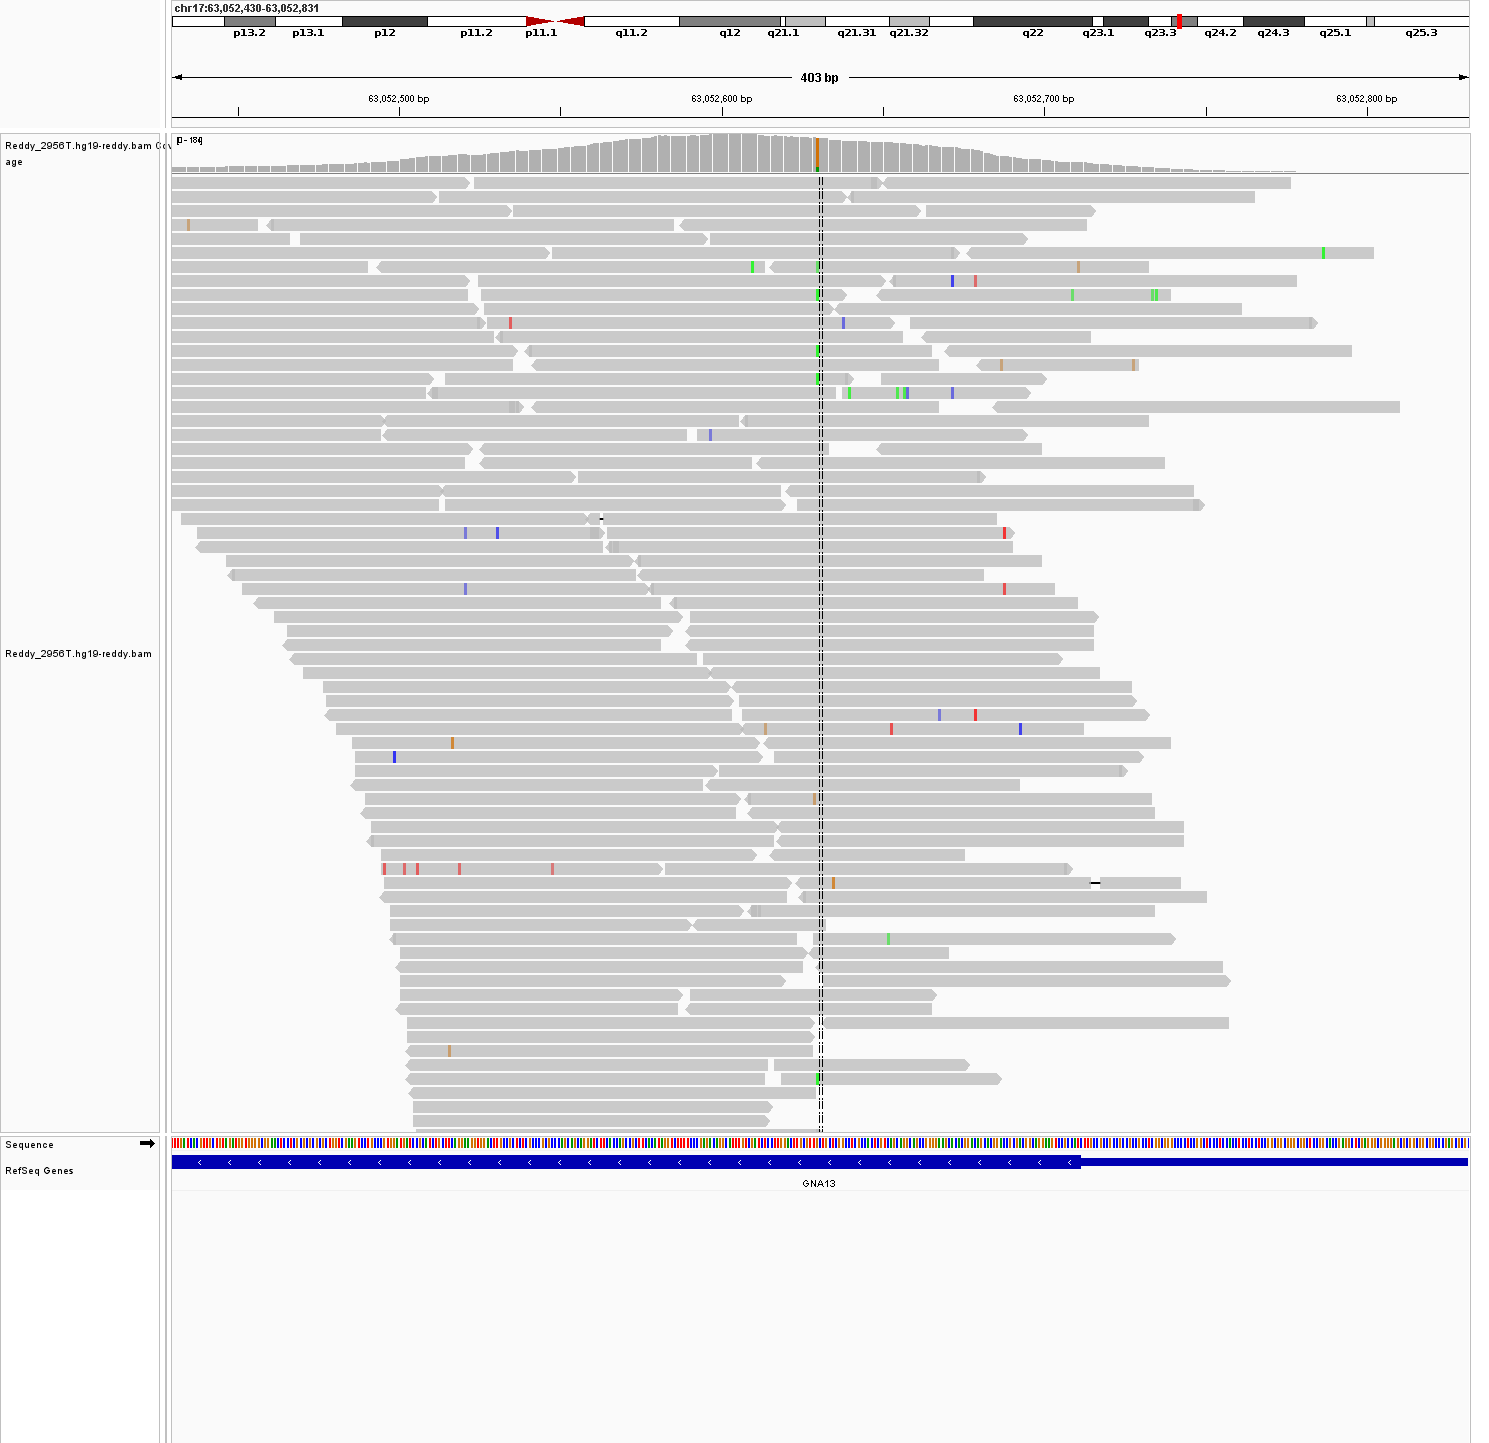 chr17:63,052,430-63,052,831
p13.2 p13.1 p12 p11.2 p11.1 q11.2 q12 q21.1 q21.31 q21.32 q22 q23.1 q23.3 q24.2 q24.3 q25.1 q25.3
403 bp
63,052,500 bp 63,052,600 bp 63,052,700 bp 63,052,800 bp
[0 - 184]
Reddy_2956T.hg19-reddy.bam Cov
age
Reddy_2956T.hg19-reddy.bam
Sequence
RefSeq Genes
GNA13